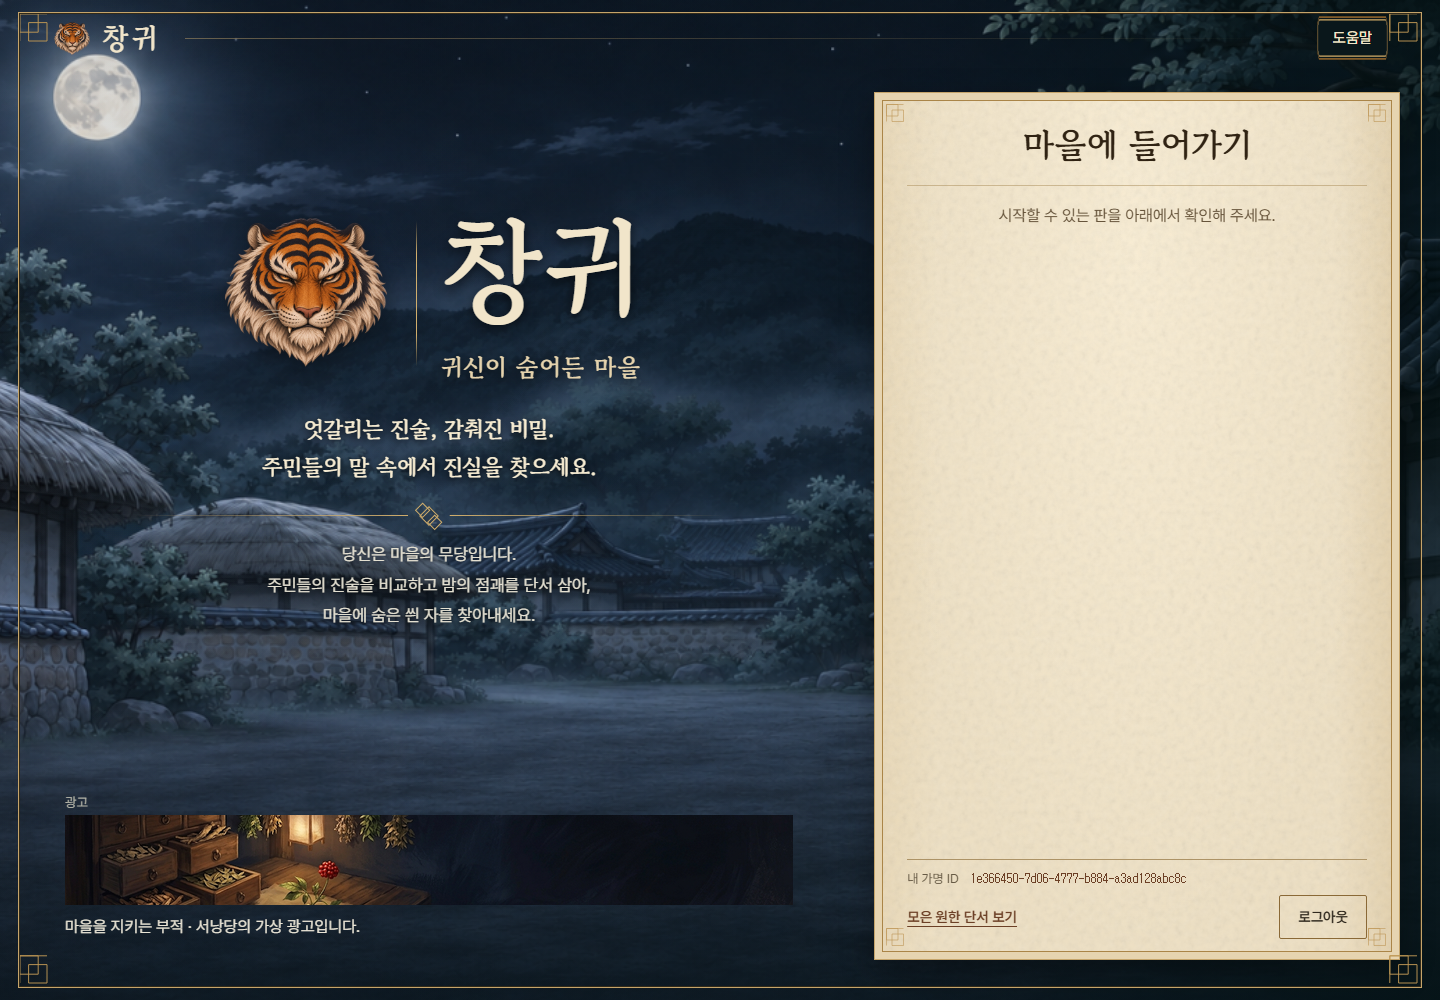 창귀
도움말
창귀
귀신이 숨어든 마을
엇갈리는 진술, 감춰진 비밀.
주민들의 말 속에서 진실을 찾으세요.
당신은 마을의 무당입니다.
주민들의 진술을 비교하고 밤의 점괘를 단서 삼아,
마을에 숨은 씐 자를 찾아내세요.
광고
마을을 지키는 부적 · 서낭당의 가상 광고입니다.
마을에 들어가기
시작할 수 있는 판을 아래에서 확인해 주세요.
내 가명 ID 1e366450-7d06-4777-b884-a3ad128abc8c
모은 원한 단서 보기
로그아웃